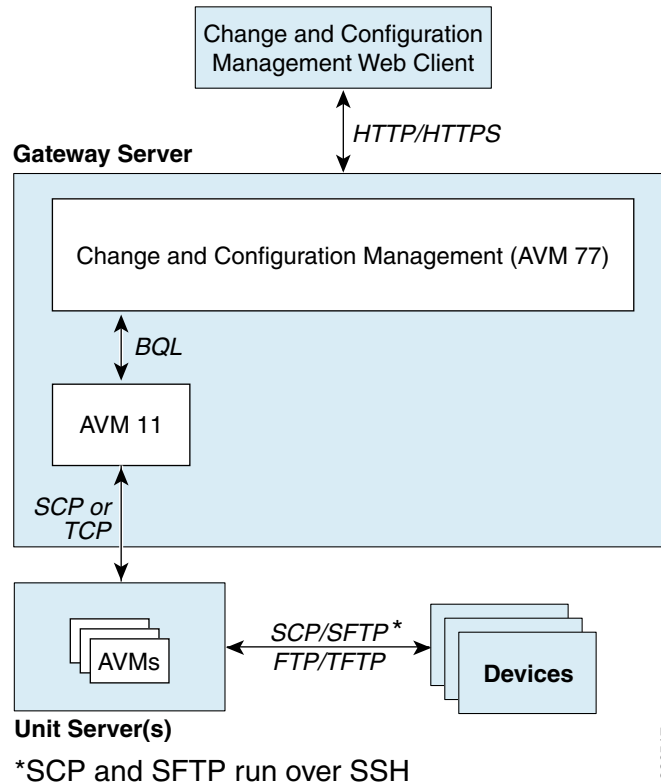 Change and Configuration
Management Web Client
HTTP/HTTPS
Gateway Server
Change and Configuration Management (AVM 77)
BQL
AVM 11
SCP or
TCP
AVMs
SCP/SFTP*
FTP/TFTP
Devices
Unit Server(s)
*SCP and SFTP run over SSH